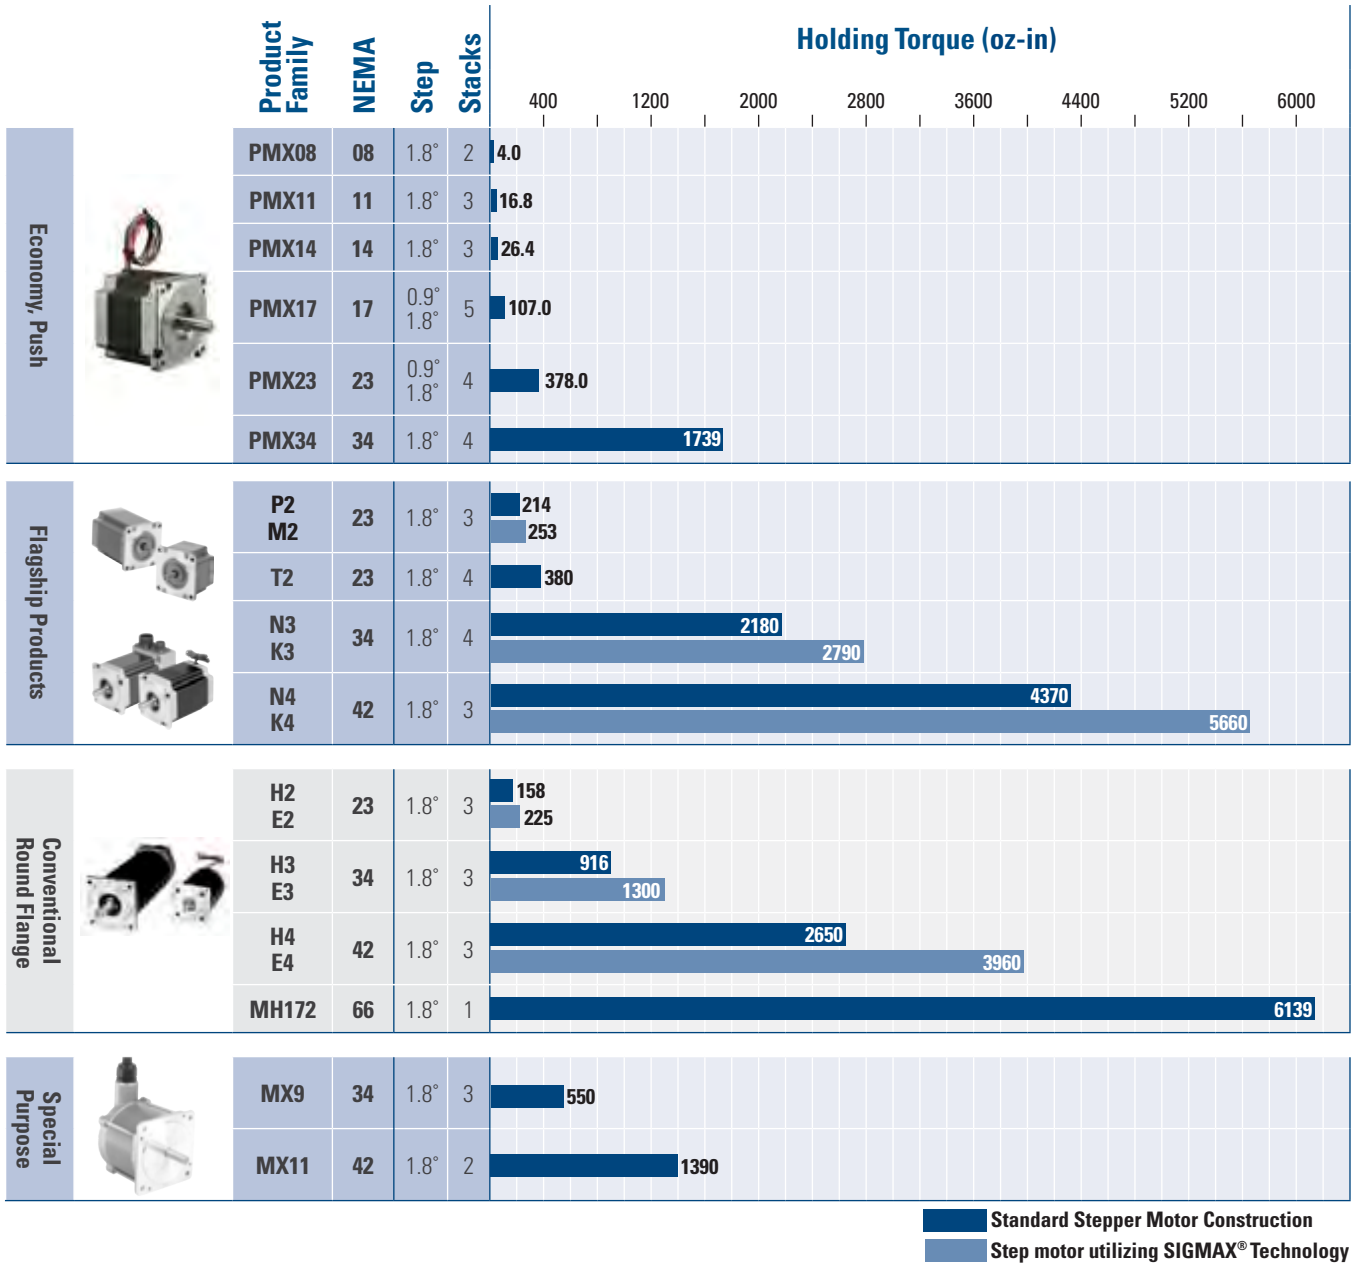 Product Family
NEMA
Step
Stacks
Holding Torque (oz-in)
400 1200 2000 2800 3600 4400 5200 6000
Economy, Push
PMX08 08 1.8° 2 4.0
PMX11 11 1.8° 3 16.8
PMX14 14 1.8° 3 26.4
PMX17 17 0.9° 1.8° 5 107.0
PMX23 23 0.9° 1.8° 4 378.0
PMX34 34 1.8° 4 1739
Flagship Products
P2 M2 23 1.8° 3 214 253
T2 23 1.8° 4 380
N3 K3 34 1.8° 4 2180 2790
N4 K4 42 1.8° 3 4370 5660
Conventional Round Flange
H2 E2 23 1.8° 3 158 225
H3 E3 34 1.8° 3 916 1300
H4 E4 42 1.8° 3 2650 3960
MH172 66 1.8° 1 6139
Special Purpose
MX9 34 1.8° 3 550
MX11 42 1.8° 2 1390
Standard Stepper Motor Construction
Step motor utilizing SIGMAX® Technology